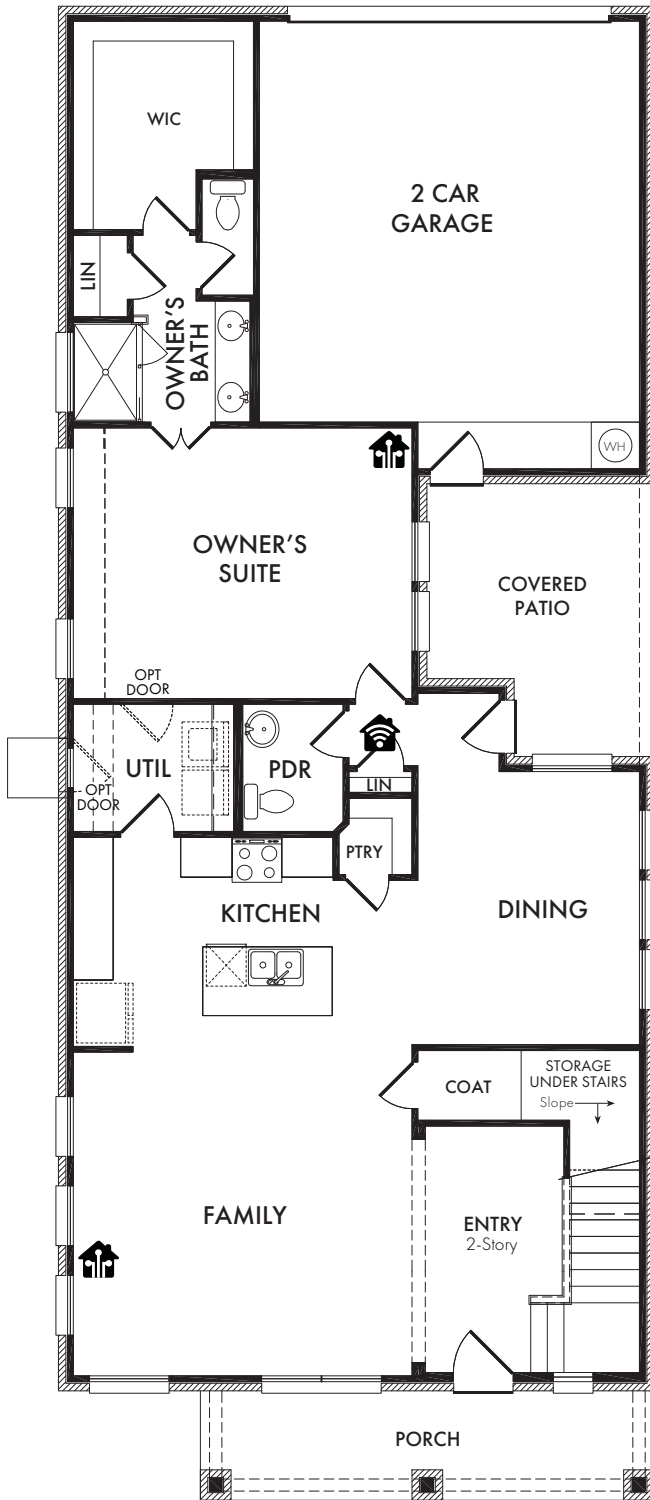 WIC
2 CAR
GARAGE
LIN
OWNER'S
BATH
WH
OWNER'S
SUITE
COVERED
PATIO
OPT
DOOR
UTIL
PDR
OPT
DOOR
LIN
PTRY
KITCHEN
DINING
COAT
STORAGE
UNDER STAIRS
Slope
FAMILY
ENTRY
2-Story
PORCH